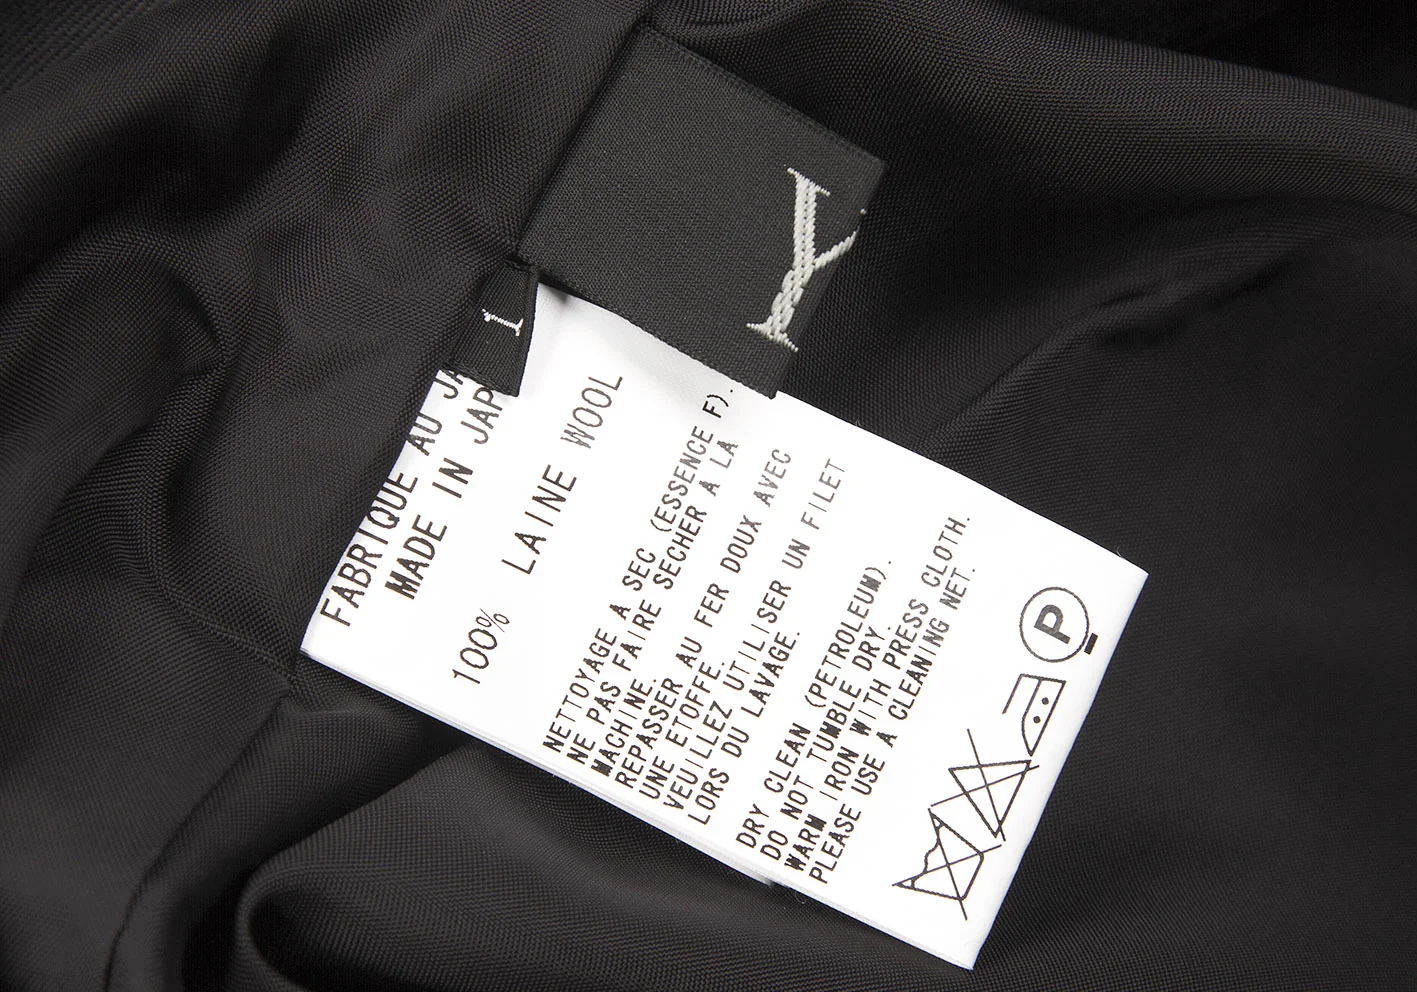 Y
1
FABRIQUE AU JA
MADE IN JAP
100% LAINE WOOL
NETTOYAGE A SEC (ESSENCE F).
NE PAS FAIRE SECHER A LA
MACHINE.
REPASSER AU FER DOUX AVEC
UNE ETOFFE.
VEUILLEZ UTILISER UN FILET
LORS DU LAVAGE.
DRY CLEAN (PETROLEUM).
DO NOT TUMBLE DRY.
WARM IRON WITH PRESS CLOTH.
PLEASE USE A CLEANING NET.
P